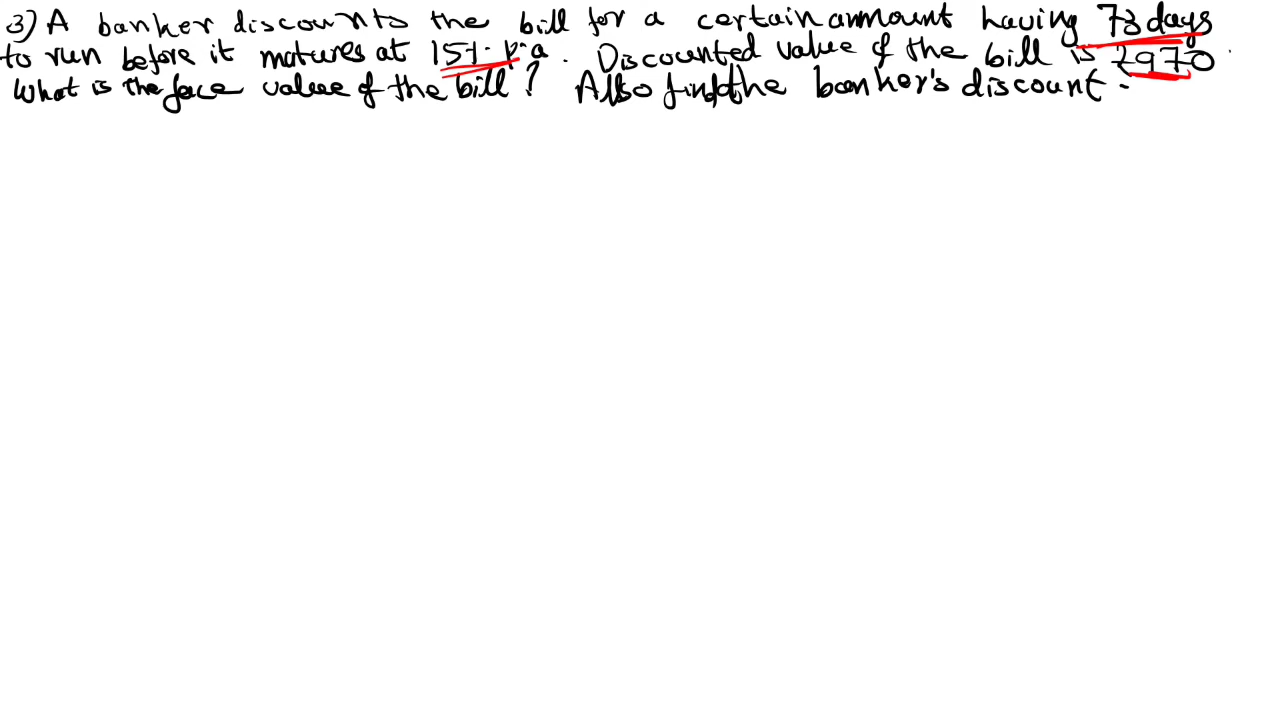 3) A banker discounts the bill for a certain amount having 73 days
to run before it matures at 15% p.a. Discounted value of the bill is ₹970
What is the face value of the bill? Also find the banker's discount.